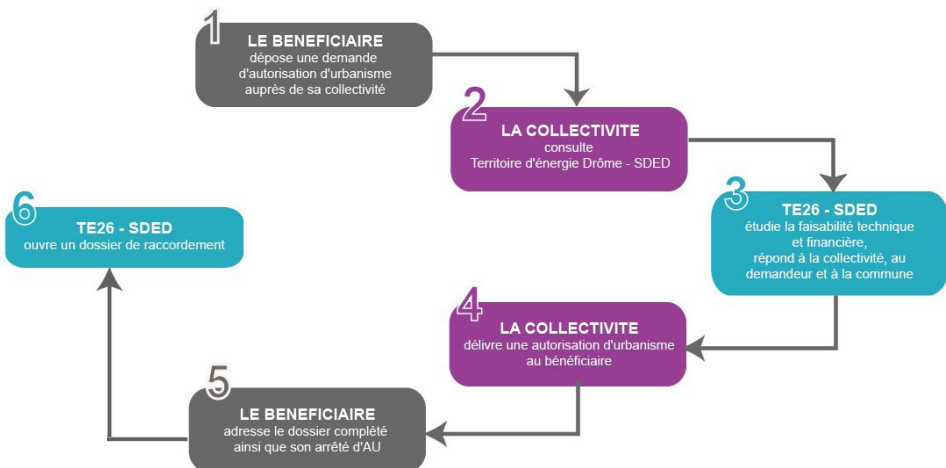 1
LE BENEFICIAIRE
dépose une demande
d'autorisation d'urbanisme
auprès de sa collectivité
2
LA COLLECTIVITE
consulte
Territoire d'énergie Drôme - SDED
3
TE26 - SDED
étudie la faisabilité technique
et financière,
répond à la collectivité, au
demandeur et à la commune
4
LA COLLECTIVITE
délivre une autorisation d'urbanisme
au bénéficiaire
5
LE BENEFICIAIRE
adresse le dossier complété
ainsi que son arrêté d'AU
6
TE26 - SDED
ouvre un dossier de raccordement